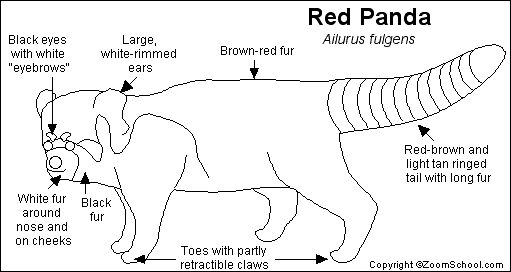 Red Panda
Ailurus fulgens
Black eyes
with white
"eyebrows"
Large,
white-rimmed
ears
Brown-red fur
Red-brown and
light tan ringed
tail with long fur
White fur
around
nose and
on cheeks
Black
fur
Toes with partly
retractible claws
Copyright ©ZoomSchool.com